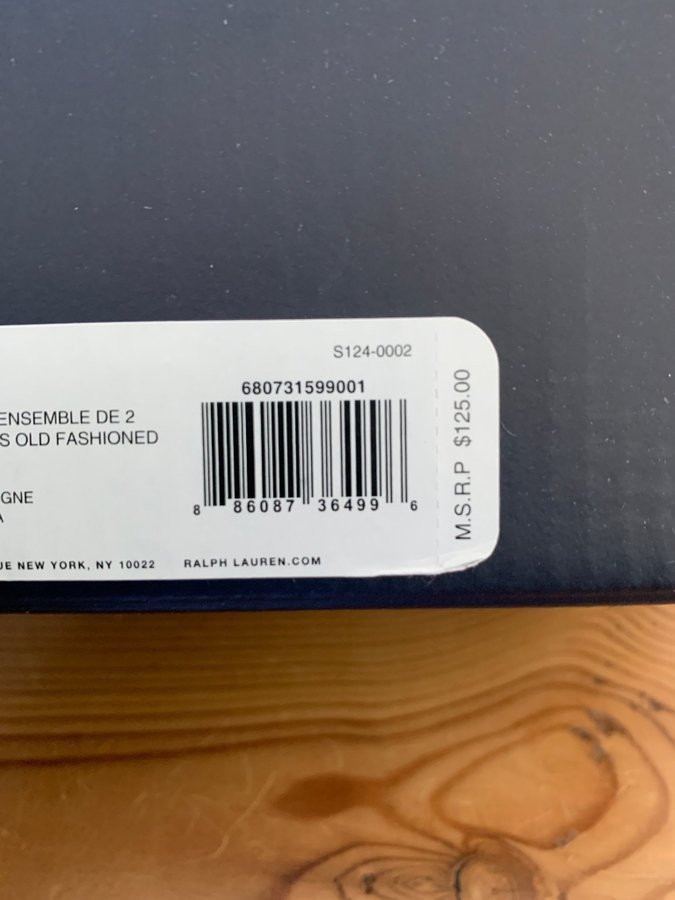 S124-0002
680731599001
ENSEMBLE DE 2
S OLD FASHIONED
8 86087 36499 6
GNE
A
UE NEW YORK, NY 10022 RALPH LAUREN.COM
M.S.R.P $125.00